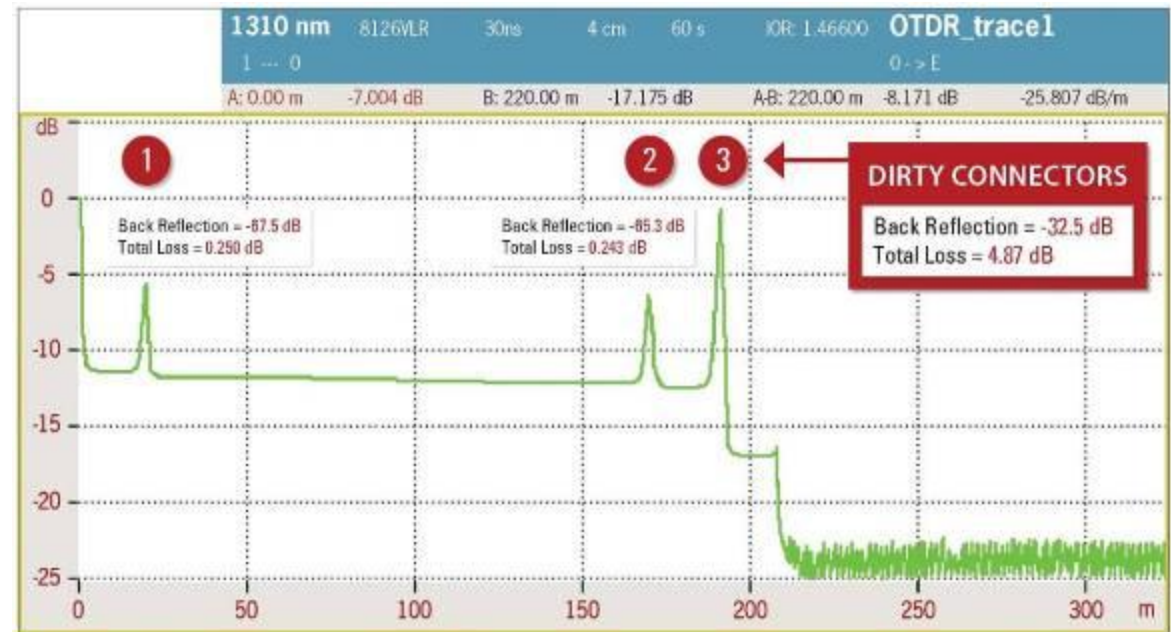 1310 nm 8126VLR 30ns 4 cm 60 s IOR: 1.46600 OTDR_trace1
1 --- 0 0->E
A: 0.00 m -7.004 dB B: 220.00 m -17.175 dB A-B: 220.00 m -8.171 dB -25.807 dB/m
dB
1 2 3
DIRTY CONNECTORS
Back Reflection = -32.5 dB
Total Loss = 4.87 dB
Back Reflection = -67.5 dB
Total Loss = 0.250 dB
Back Reflection = -65.3 dB
Total Loss = 0.243 dB
0
-5
-10
-15
-20
-25
0 50 100 150 200 250 300 m